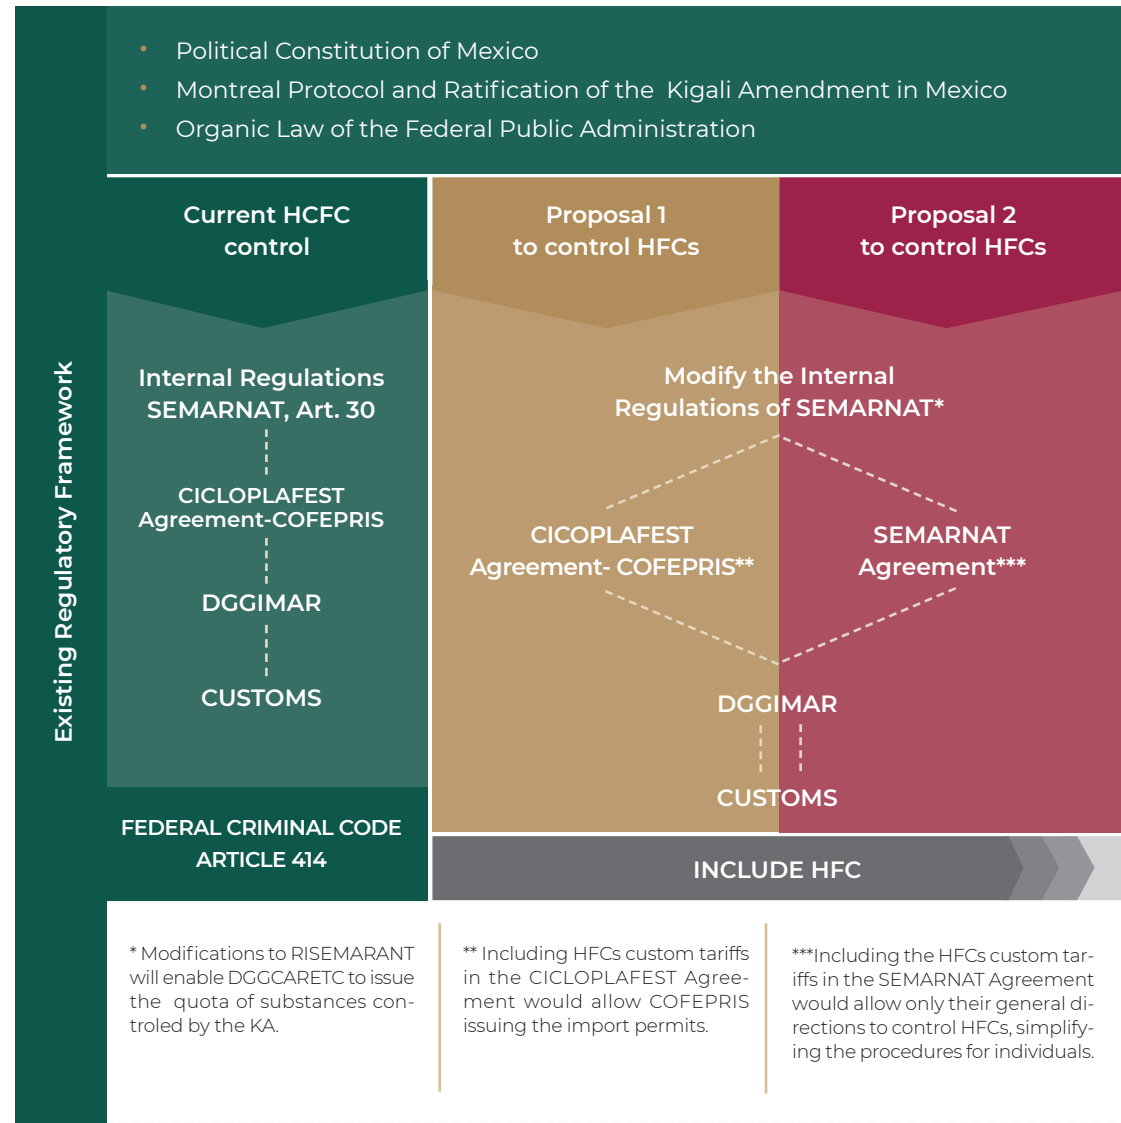 • Political Constitution of Mexico
• Montreal Protocol and Ratification of the Kigali Amendment in Mexico
• Organic Law of the Federal Public Administration
Existing Regulatory Framework
Current HCFC
control
Internal Regulations
SEMARNAT, Art. 30
CICLOPLAFEST
Agreement-COFEPRIS
DGGIMAR
CUSTOMS
FEDERAL CRIMINAL CODE
ARTICLE 414
Proposal 1
to control HFCs
Proposal 2
to control HFCs
Modify the Internal
Regulations of SEMARNAT*
CICOPLAFEST
Agreement- COFEPRIS**
SEMARNAT
Agreement***
DGGIMAR
CUSTOMS
INCLUDE HFC
* Modifications to RISEMARANT
will enable DGGCARETC to issue
the quota of substances con-
troled by the KA.
** Including HFCs custom tariffs
in the CICLOPLAFEST Agree-
ment would allow COFEPRIS
issuing the import permits.
***Including the HFCs custom tar-
iffs in the SEMARNAT Agreement
would allow only their general di-
rections to control HFCs, simplify-
ing the procedures for individuals.